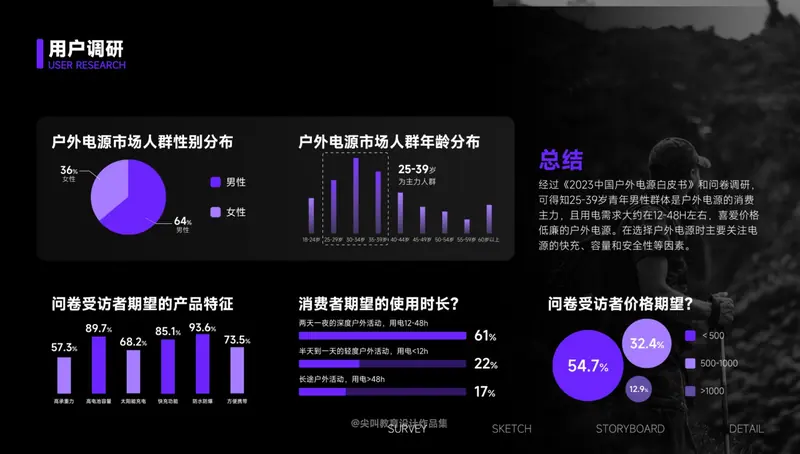 用户调研
USER RESEARCH
户外电源市场人群性别分布
36%
女性
64%
男性
男性
女性
户外电源市场人群年龄分布
25-39岁
为主力人群
18-24岁 25-29岁 30-34岁 35-39岁 40-44岁 45-49岁 50-54岁 55-59岁 60岁以上
总结
经过《2023中国户外电源白皮书》和问卷调研，
可得知25-39岁青年男性群体是户外电源的消费
主力，且用电需求大约在12-48H左右，喜爱价格
低廉的户外电源。在选择户外电源时主要关注电
源的快充、容量和安全性等因素。
问卷受访者期望的产品特征
57.3% 89.7% 68.2% 85.1% 93.6% 73.5%
高承重力 高电池容量 太阳能充电 快充功能 防水防爆 方便携带
消费者期望的使用时长?
两天一夜的深度户外活动，用电12-48h
61%
半天到一天的轻度户外活动，用电<12h
22%
长途户外活动，用电>48h
17%
问卷受访者价格期望?
54.7%
32.4%
12.9%
<500
500-1000
>1000
@尖叫教育设计作品集
SURVEY SKETCH STORYBOARD DETAIL